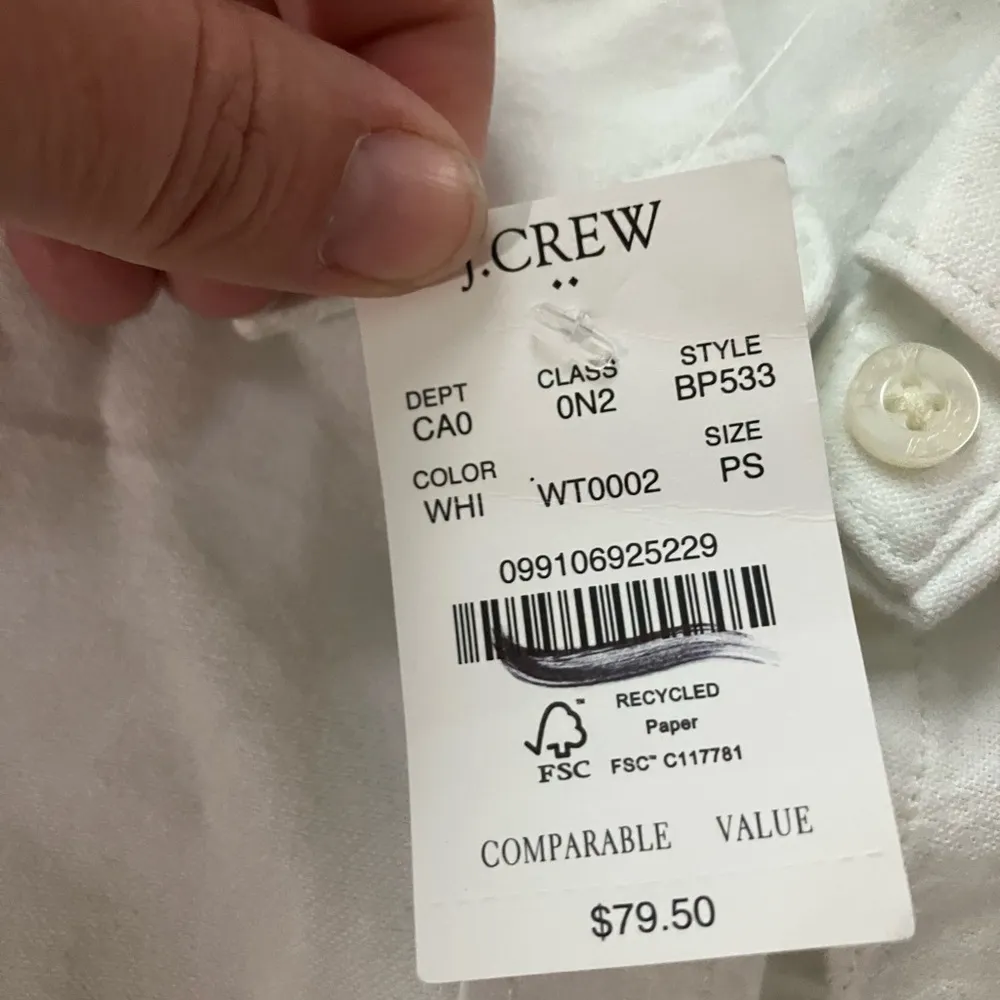 J.CREW
DEPT CLASS STYLE
CA0 0N2 BP533
COLOR SIZE
WHI WT0002 PS
099106925229
RECYCLED
Paper
FSC™ C117781
FSC
COMPARABLE VALUE
$79.50